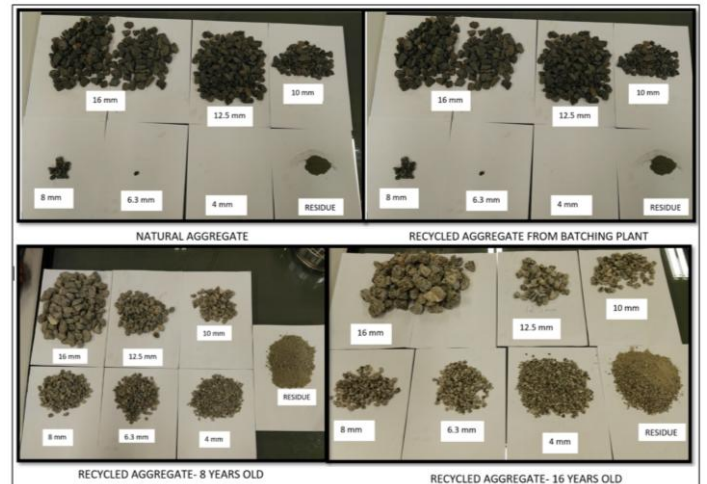 16 mm
12.5 mm
10 mm
8 mm
6.3 mm
4 mm
RESIDUE
NATURAL AGGREGATE
16 mm
12.5 mm
10 mm
8 mm
6.3 mm
4 mm
RESIDUE
RECYCLED AGGREGATE FROM BATCHING PLANT
16 mm
12.5 mm
10 mm
RESIDUE
8 mm
6.3 mm
4 mm
RECYCLED AGGREGATE- 8 YEARS OLD
16 mm
12.5 mm
10 mm
8 mm
6.3 mm
4 mm
RESIDUE
RECYCLED AGGREGATE- 16 YEARS OLD